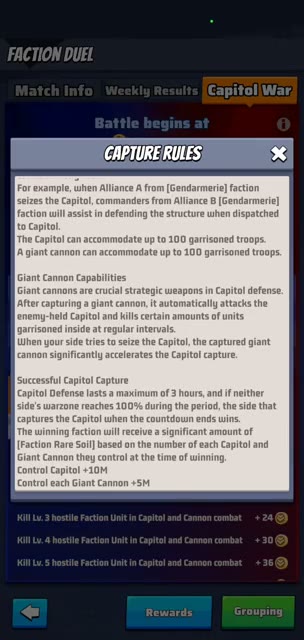 FACTION DUEL
Match Info
Weekly Results
Capitol War
Battle begins at
CAPTURE RULES
For example, when Alliance A from [Gendarmerie] faction
seizes the Capitol, commanders from Alliance B [Gendarmerie]
faction will assist in defending the structure when dispatched
to Capitol.
The Capitol can accommodate up to 100 garrisoned troops.
A giant cannon can accommodate up to 100 garrisoned troops.
Giant Cannon Capabilities
Giant cannons are crucial strategic weapons in Capitol defense.
After capturing a giant cannon, it automatically attacks the
enemy-held Capitol and kills certain amounts of units
garrisoned inside at regular intervals.
When your side tries to seize the Capitol, the captured giant
cannon significantly accelerates the Capitol capture.
Successful Capitol Capture
Capitol Defense lasts a maximum of 3 hours, and if neither
side's warzone reaches 100% during the period, the side that
captures the Capitol when the countdown ends wins.
The winning faction will receive a significant amount of
[Faction Rare Soil] based on the number of each Capitol and
Giant Cannon they control at the time of winning.
Control Capitol +10M
Control each Giant Cannon +5M
Kill Lv. 3 hostile Faction Unit in Capitol and Cannon combat +24
Kill Lv. 4 hostile Faction Unit in Capitol and Cannon combat +30
Kill Lv. 5 hostile Faction Unit in Capitol and Cannon combat +36
Rewards
Grouping